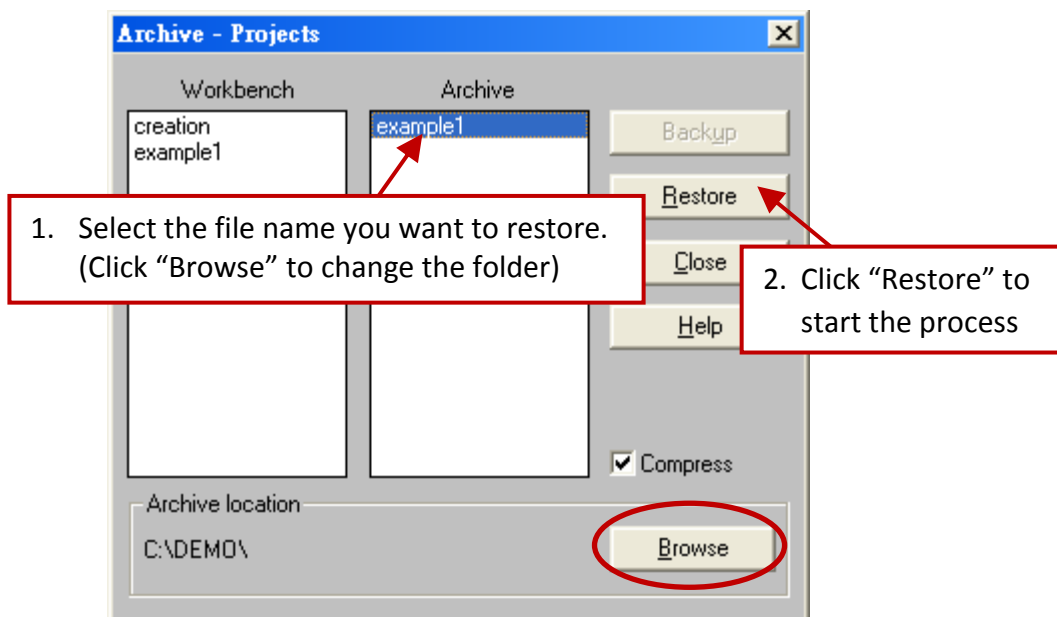 Archive - Projects
Workbench
Archive
creation
example1
example1
Backup
Restore
Close
Help
1. Select the file name you want to restore.
(Click “Browse” to change the folder)
2. Click “Restore” to
start the process
Compress
Archive location
C:\DEMO\
Browse